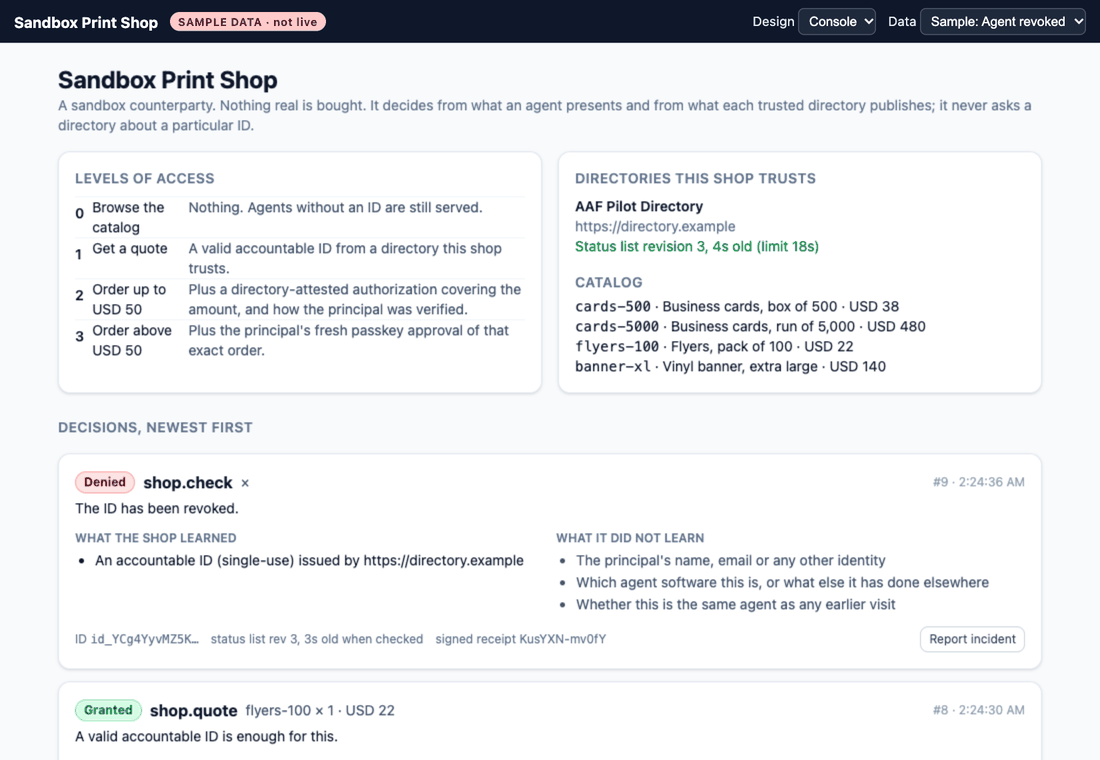 Sandbox Print Shop SAMPLE DATA · not live Design Console Data Sample: Agent revoked
Sandbox Print Shop
A sandbox counterparty. Nothing real is bought. It decides from what an agent presents and from what each trusted directory publishes; it never asks a
directory about a particular ID.
LEVELS OF ACCESS
0 Browse the catalog Nothing. Agents without an ID are still served.
1 Get a quote A valid accountable ID from a directory this shop trusts.
2 Order up to USD 50 Plus a directory-attested authorization covering the amount, and how the principal was verified.
3 Order above USD 50 Plus the principal's fresh passkey approval of that exact order.
DIRECTORIES THIS SHOP TRUSTS
AAF Pilot Directory
https://directory.example
Status list revision 3, 4s old (limit 18s)
CATALOG
cards-500 · Business cards, box of 500 · USD 38
cards-5000 · Business cards, run of 5,000 · USD 480
flyers-100 · Flyers, pack of 100 · USD 22
banner-xl · Vinyl banner, extra large · USD 140
DECISIONS, NEWEST FIRST
Denied shop.check × #9 · 2:24:36 AM
The ID has been revoked.
WHAT THE SHOP LEARNED
• An accountable ID (single-use) issued by https://directory.example
WHAT IT DID NOT LEARN
• The principal's name, email or any other identity
• Which agent software this is, or what else it has done elsewhere
• Whether this is the same agent as any earlier visit
ID id_YCg4YyvMZ5K… status list rev 3, 3s old when checked signed receipt KusYXN-mvOfY Report incident
Granted shop.quote flyers-100 × 1 · USD 22 #8 · 2:24:30 AM
A valid accountable ID is enough for this.